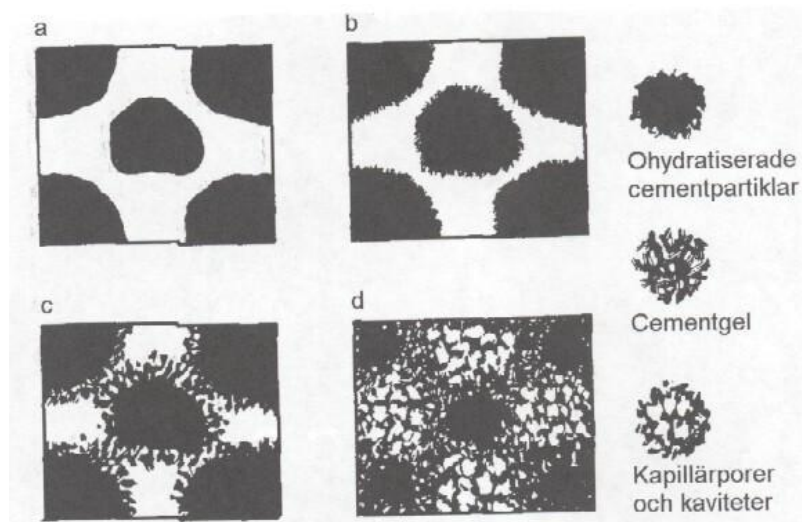 a
b
Ohydratiserade
cementpartiklar
Cementgel
c
d
Kapillärporer
och kaviteter